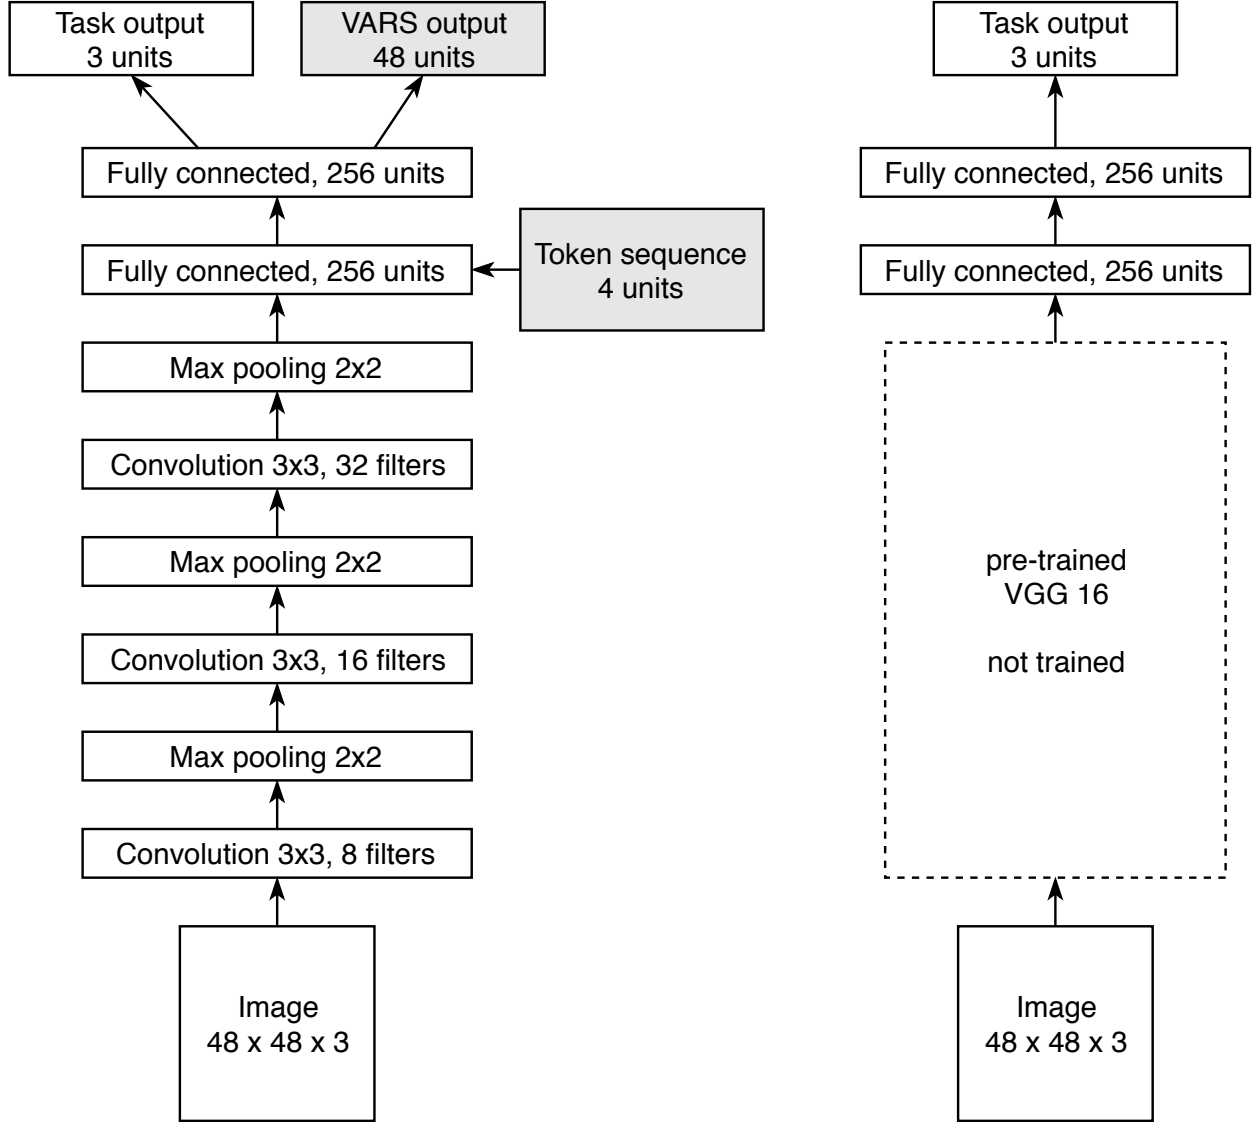 Task output
3 units
VARS output
48 units
Fully connected, 256 units
Fully connected, 256 units
Token sequence
4 units
Max pooling 2x2
Convolution 3x3, 32 filters
Max pooling 2x2
Convolution 3x3, 16 filters
Max pooling 2x2
Convolution 3x3, 8 filters
Image
48 x 48 x 3
Task output
3 units
Fully connected, 256 units
Fully connected, 256 units
pre-trained
VGG 16
not trained
Image
48 x 48 x 3